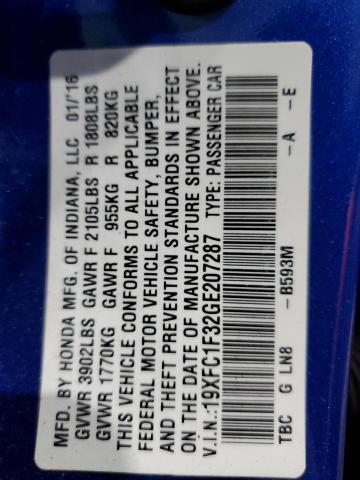 MFD. BY HONDA MFG. OF INDIANA, LLC 01/16
GVWR 3902LBS GAWR F 2105LBS R 1808LBS
GVWR 1770KG GAWR F 955KG R 820KG
THIS VEHICLE CONFORMS TO ALL APPLICABLE
FEDERAL MOTOR VEHICLE SAFETY, BUMPER,
AND THEFT PREVENTION STANDARDS IN EFFECT
ON THE DATE OF MANUFACTURE SHOWN ABOVE.
V.I.N.: 19XFC1F32GE207287 TYPE: PASSENGER CAR
TBC G LN8 -B593M -A -E